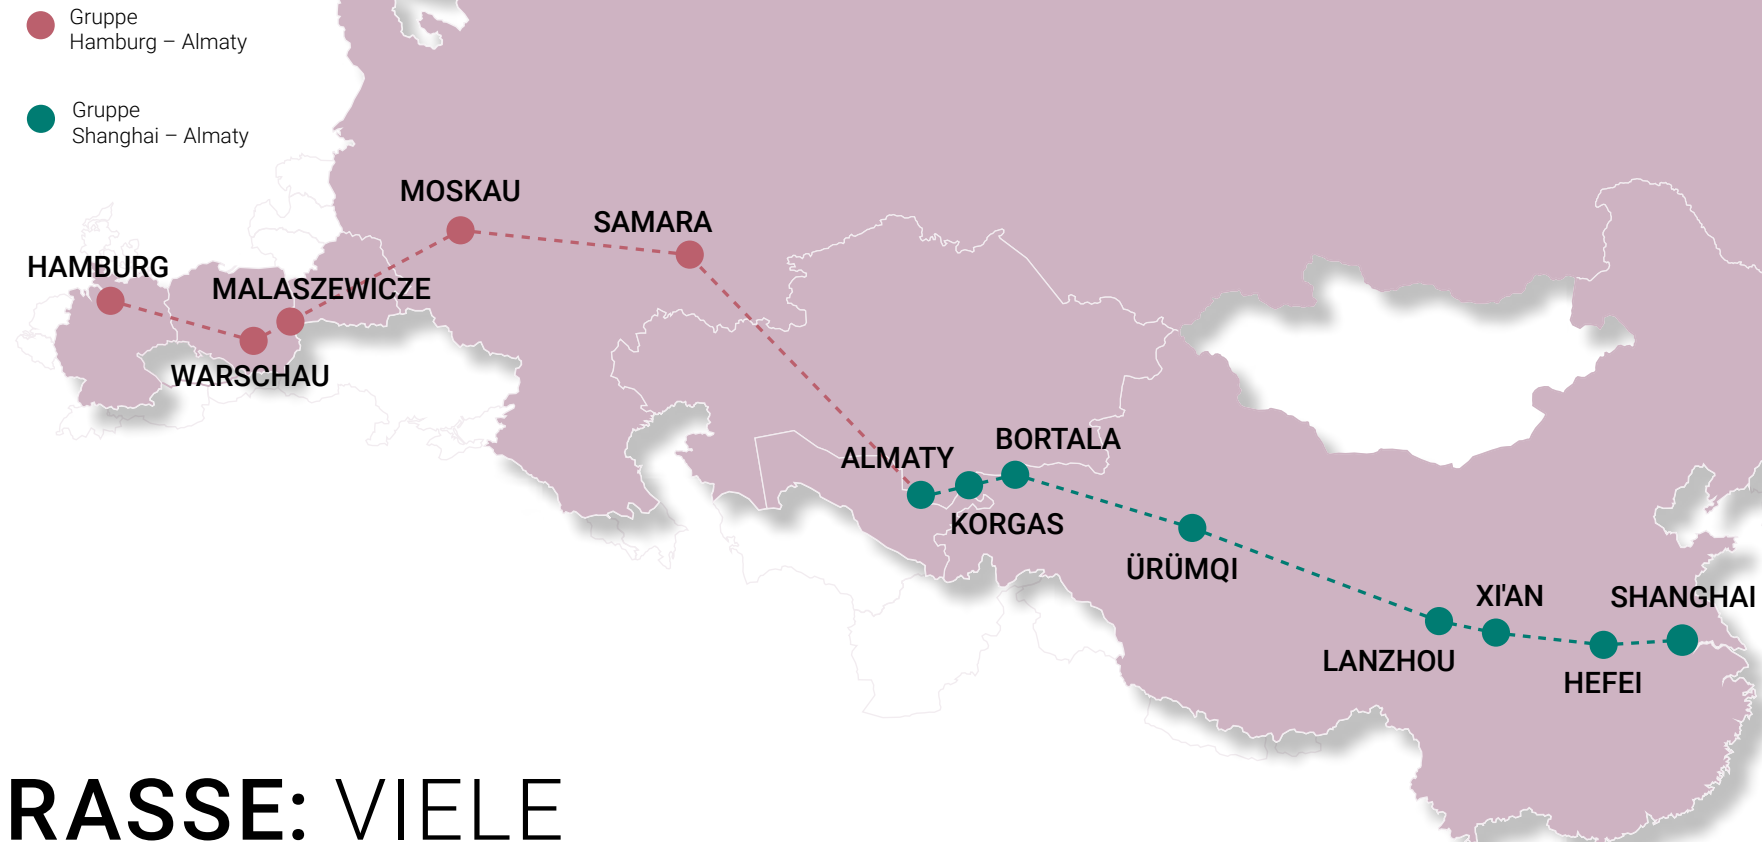 Gruppe
Hamburg – Almaty
Gruppe
Shanghai – Almaty
MOSKAU
SAMARA
HAMBURG
MALASZEWICZE
WARSCHAU
ALMATY
BORTALA
KORGAS
ÜRÜMQI
XI'AN
SHANGHAI
LANZHOU
HEFEI
RASSE: VIELE